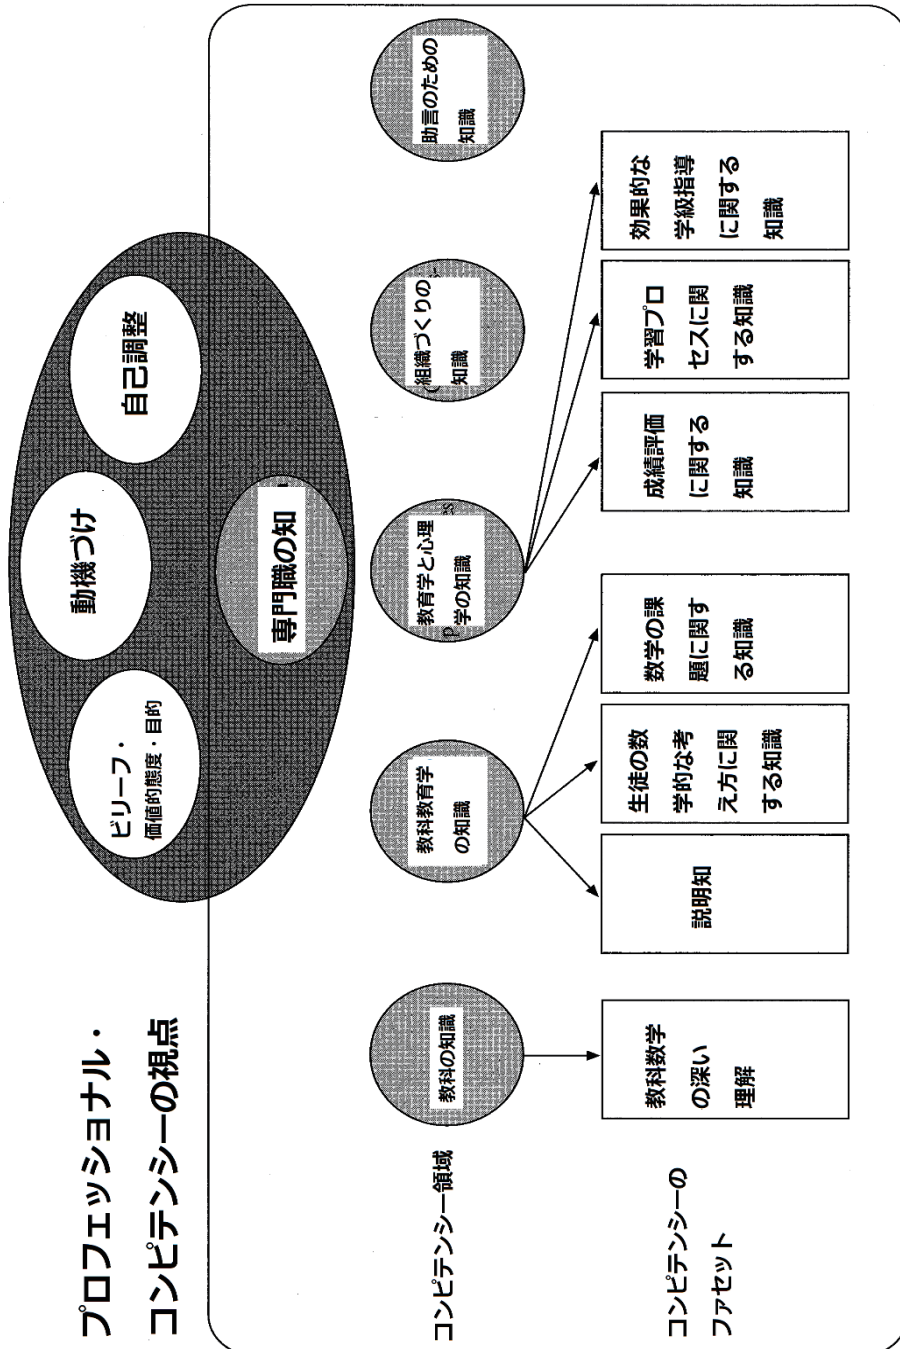 プロフェッショナル・
コンピテンシーの視点
ビリーフ・
価値的態度・目的
動機づけ
自己調整
専門職の知
コンピテンシー領域
教科の知識
教科教育学
の知識
教育学と心理
学の知識
組織づくりの
知識
助言のための
知識
コンピテンシーの
ファセット
教科数学
の深い
理解
説明知
生徒の数
学的な考
え方に関
する知識
数学の課
題に関す
る知識
成績評価
に関する
知識
学習プロ
セスに関
する知識
効果的な
学級指導
に関する
知識